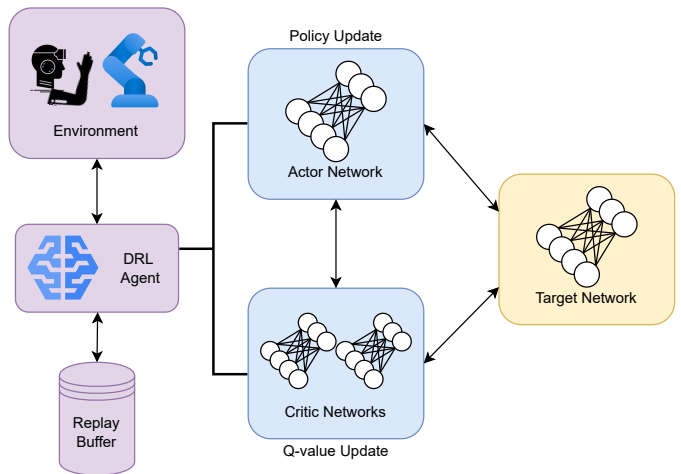 Environment
DRL
Agent
Replay
Buffer
Policy Update
Actor Network
Critic Networks
Q-value Update
Target Network